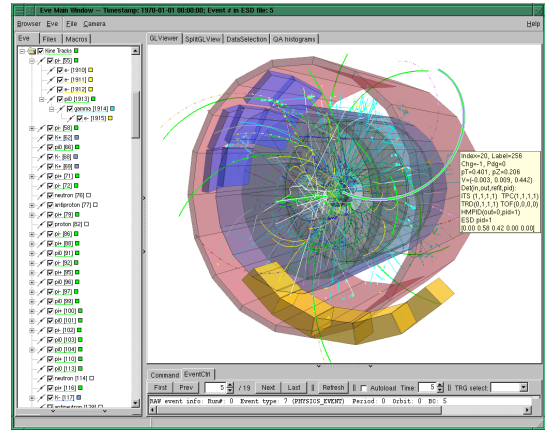 Eve Main Window -- Timestamp: 1970-01-01 00:00:00; Event # in ESD file: 5
Browser Eve File Camera Help
Eve Files Macros
GLViewer SplitGLView DataSelection QA histograms
Kine Tracks
pi- [55]
e- [1910]
e- [1911]
e- [1912]
pi0 [1913]
gamma [1914]
e- [1915]
pi- [58]
K+ [62]
pi0 [66]
K- [68]
K+ [69]
pi+ [71]
pi- [72]
neutron [76]
antiproton [77]
pi+ [79]
proton [82]
pi- [86]
pi+ [88]
pi0 [91]
pi- [92]
pi+ [95]
pi+ [96]
pi0 [97]
pi0 [99]
pi+ [100]
pi0 [101]
pi+ [102]
pi0 [103]
pi0 [104]
pi+ [110]
pi0 [113]
neutron [114]
pi+ [116]
K- [117]
antineutron [128]
Index=20, Label=256
Chg=-1, Pdg=0
pT=0.401, pZ=0.206
V=(-0.003, 0.009, 0.442)
Det(in,out,refit,pid):
ITS (1,1,1,1) TPC(1,1,1,1)
TRD(0,1,1,1) TOF(0,0,0,0)
HMPID(out=0,pid=1)
ESD pid=1
[0.00 0.58 0.42 0.00 0.00]
Command EventCtrl
First Prev 5 / 19 Next Last || Refresh || Autoload Time: 5 || TRG select:
RAW event info: Run#: 0 Event type: 7 (PHYSICS_EVENT) Period: 0 Orbit: 0 BC: 5